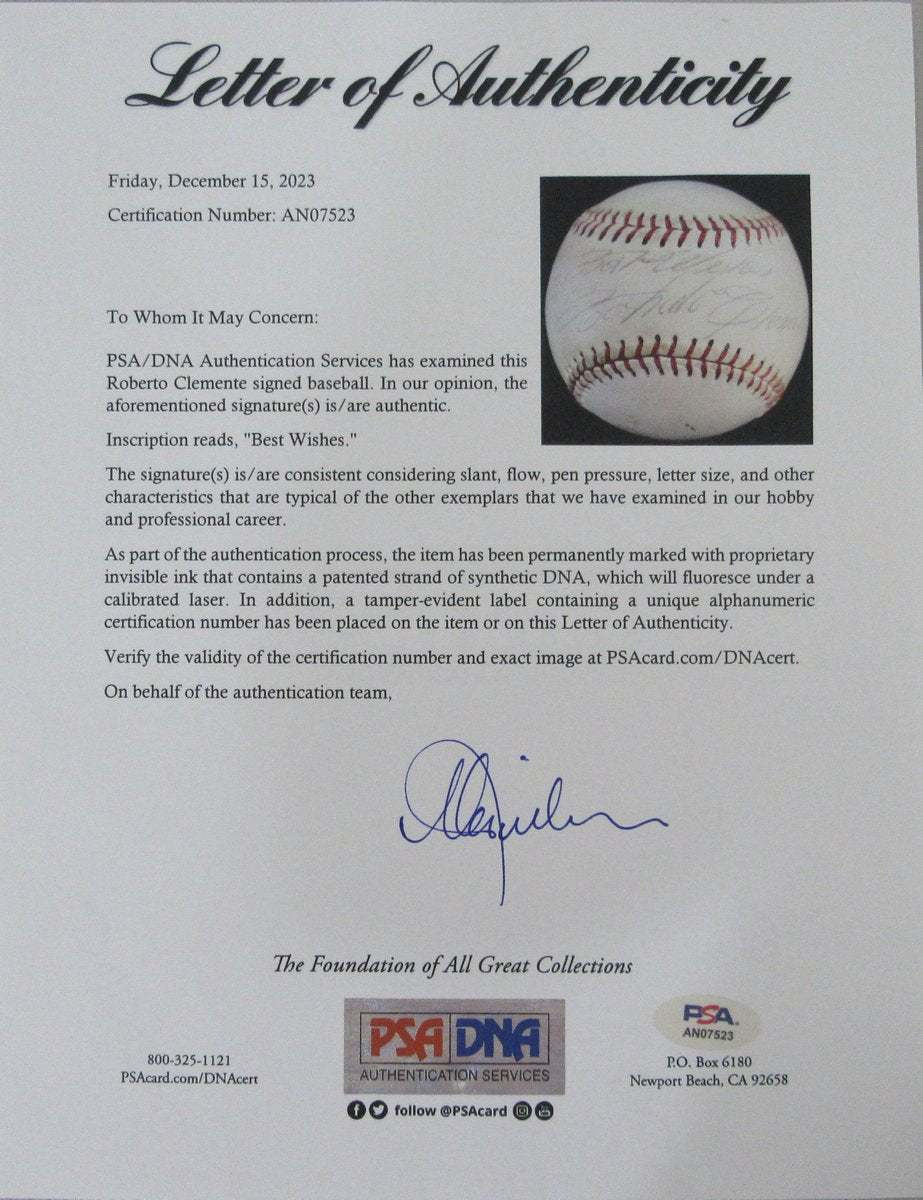 Letter of Authenticity
Friday, December 15, 2023
Certification Number: AN07523
Best Wishes
Roberto Clemente
To Whom It May Concern:
PSA/DNA Authentication Services has examined this
Roberto Clemente signed baseball. In our opinion, the
aforementioned signature(s) is/are authentic.
Inscription reads, "Best Wishes."
The signature(s) is/are consistent considering slant, flow, pen pressure, letter size, and other
characteristics that are typical of the other exemplars that we have examined in our hobby
and professional career.
As part of the authentication process, the item has been permanently marked with proprietary
invisible ink that contains a patented strand of synthetic DNA, which will fluoresce under a
calibrated laser. In addition, a tamper-evident label containing a unique alphanumeric
certification number has been placed on the item or on this Letter of Authenticity.
Verify the validity of the certification number and exact image at PSAcard.com/DNAcert.
On behalf of the authentication team,
The Foundation of All Great Collections
800-325-1121
PSAcard.com/DNAcert
PSA DNA
AUTHENTICATION SERVICES
follow @PSAcard
PSA
AN07523
P.O. Box 6180
Newport Beach, CA 92658